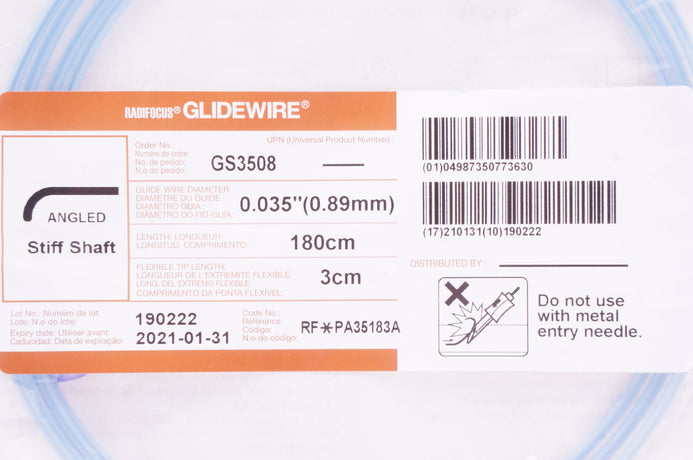 RADIFOCUS® GLIDEWIRE®
ANGLED
Stiff Shaft
Order No.:
Numéro de ordre:
No. de pedido:
No do pedido:
UPN (Universal Product Number) :
GS3508
GUIDE WIRE DIAMETER:
DIAMETRE DU GUIDE :
DIAMETRO GUIA :
DIÂMETRO DO FIO-GUIA:
0.035"(0.89mm)
LENGTH: LONGUEUR:
LONGITUD: COMPRIMENTO:
180cm
FLEXIBLE TIP LENGTH:
LONGUEUR DE L'EXTREMITE FLEXIBLE:
LONG. DEL EXTREMO FLEXIBLE:
COMPRIMENTO DA PONTA FLEXÍVEL:
3cm
Lot No.: Numéro de lot:
Lote: N.o do lote:
190222
Expiry date: Utiliser avant:
Caducidad: Data de expiração:
2021-01-31
Code No.:
Référence:
Código:
N.o do código:
RF*PA35183A
(01)04987350773630
(17)210131(10)190222
DISTRIBUTED BY :
Do not use
with metal
entry needle.